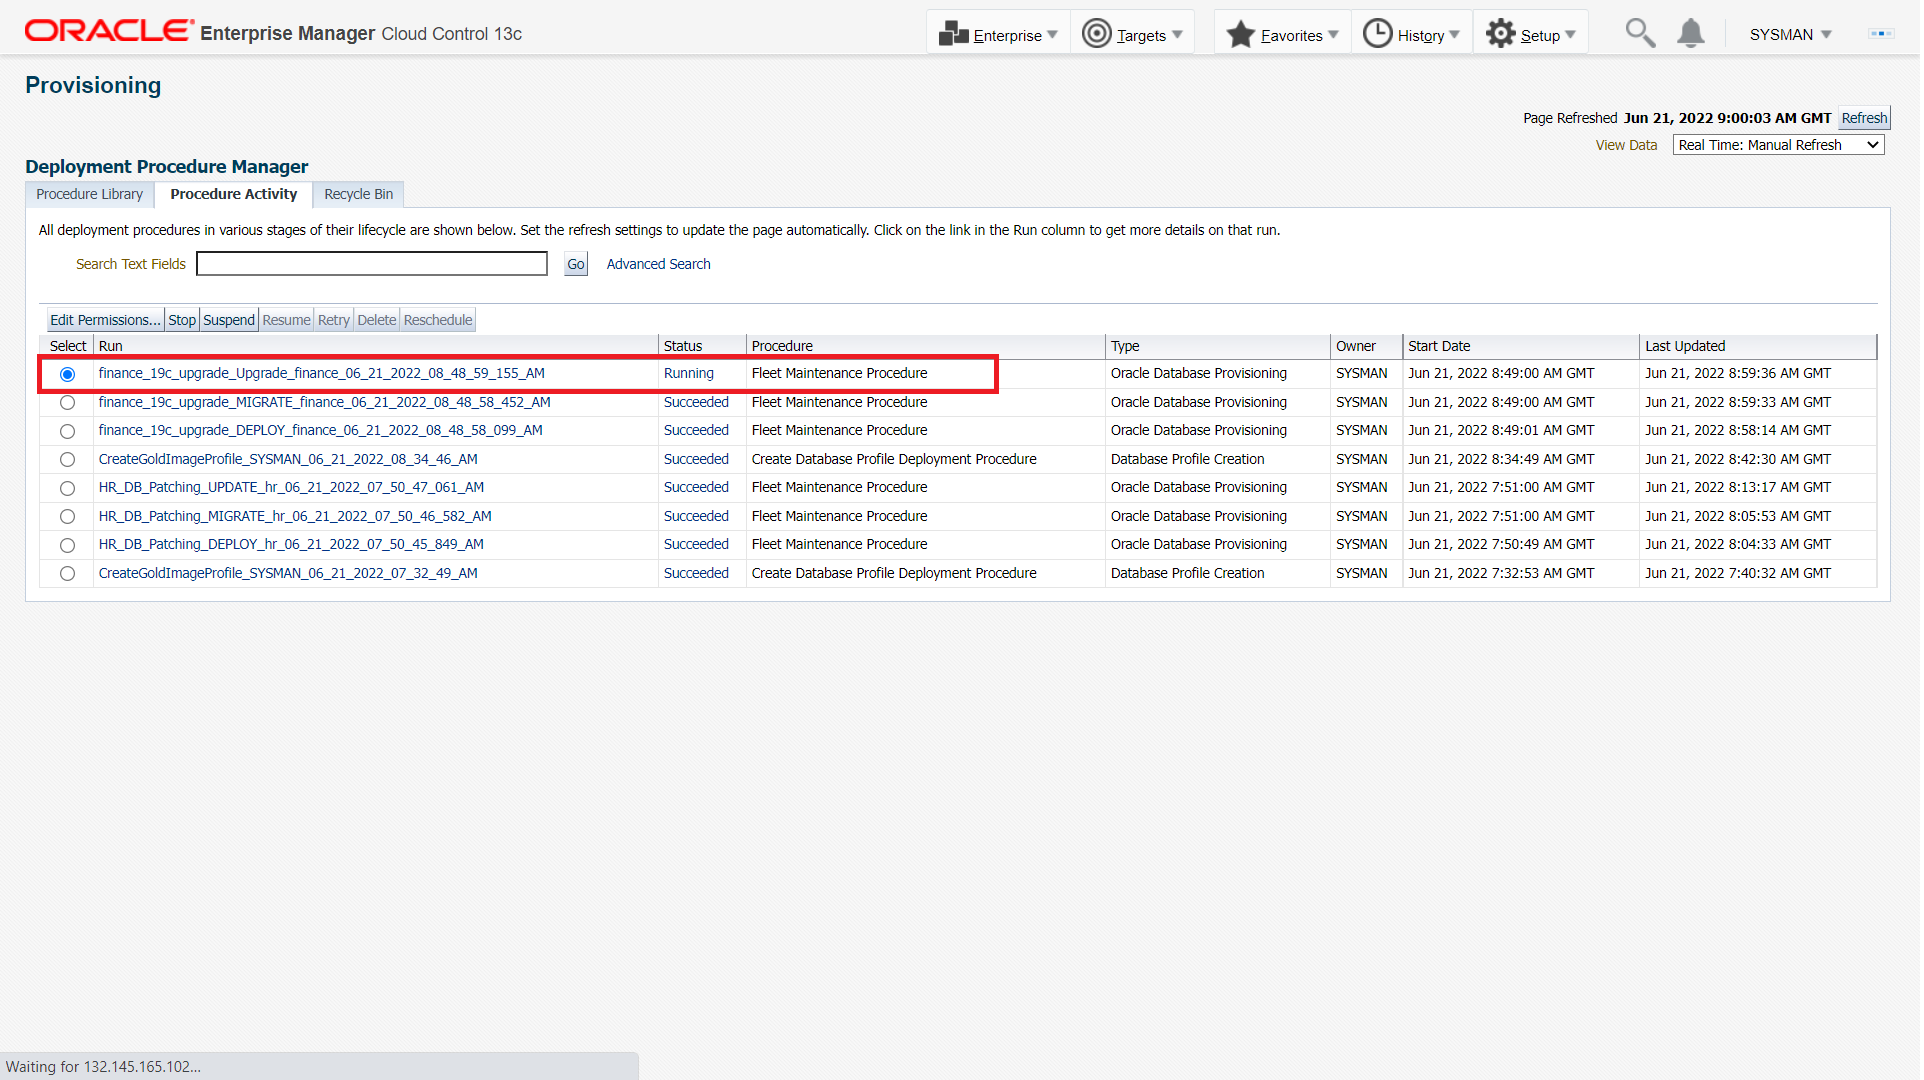 ORACLE Enterprise Manager Cloud Control 13c Enterprise Targets Favorites History Setup SYSMAN
Provisioning
Page Refreshed Jun 21, 2022 9:00:03 AM GMT Refresh
View Data Real Time: Manual Refresh
Deployment Procedure Manager
Procedure Library Procedure Activity Recycle Bin
All deployment procedures in various stages of their lifecycle are shown below. Set the refresh settings to update the page automatically. Click on the link in the Run column to get more details on that run.
Search Text Fields Go Advanced Search
Edit Permissions... Stop Suspend Resume Retry Delete Reschedule
Select Run Status Procedure Type Owner Start Date Last Updated
finance_19c_upgrade_Upgrade_finance_06_21_2022_08_48_59_155_AM Running Fleet Maintenance Procedure Oracle Database Provisioning SYSMAN Jun 21, 2022 8:49:00 AM GMT Jun 21, 2022 8:59:36 AM GMT
finance_19c_upgrade_MIGRATE_finance_06_21_2022_08_48_58_452_AM Succeeded Fleet Maintenance Procedure Oracle Database Provisioning SYSMAN Jun 21, 2022 8:49:00 AM GMT Jun 21, 2022 8:59:33 AM GMT
finance_19c_upgrade_DEPLOY_finance_06_21_2022_08_48_58_099_AM Succeeded Fleet Maintenance Procedure Oracle Database Provisioning SYSMAN Jun 21, 2022 8:49:01 AM GMT Jun 21, 2022 8:58:14 AM GMT
CreateGoldImageProfile_SYSMAN_06_21_2022_08_34_46_AM Succeeded Create Database Profile Deployment Procedure Database Profile Creation SYSMAN Jun 21, 2022 8:34:49 AM GMT Jun 21, 2022 8:42:30 AM GMT
HR_DB_Patching_UPDATE_hr_06_21_2022_07_50_47_061_AM Succeeded Fleet Maintenance Procedure Oracle Database Provisioning SYSMAN Jun 21, 2022 7:51:00 AM GMT Jun 21, 2022 8:13:17 AM GMT
HR_DB_Patching_MIGRATE_hr_06_21_2022_07_50_46_582_AM Succeeded Fleet Maintenance Procedure Oracle Database Provisioning SYSMAN Jun 21, 2022 7:51:00 AM GMT Jun 21, 2022 8:05:53 AM GMT
HR_DB_Patching_DEPLOY_hr_06_21_2022_07_50_45_849_AM Succeeded Fleet Maintenance Procedure Oracle Database Provisioning SYSMAN Jun 21, 2022 7:50:49 AM GMT Jun 21, 2022 8:04:33 AM GMT
CreateGoldImageProfile_SYSMAN_06_21_2022_07_32_49_AM Succeeded Create Database Profile Deployment Procedure Database Profile Creation SYSMAN Jun 21, 2022 7:32:53 AM GMT Jun 21, 2022 7:40:32 AM GMT
Waiting for 132.145.165.102...